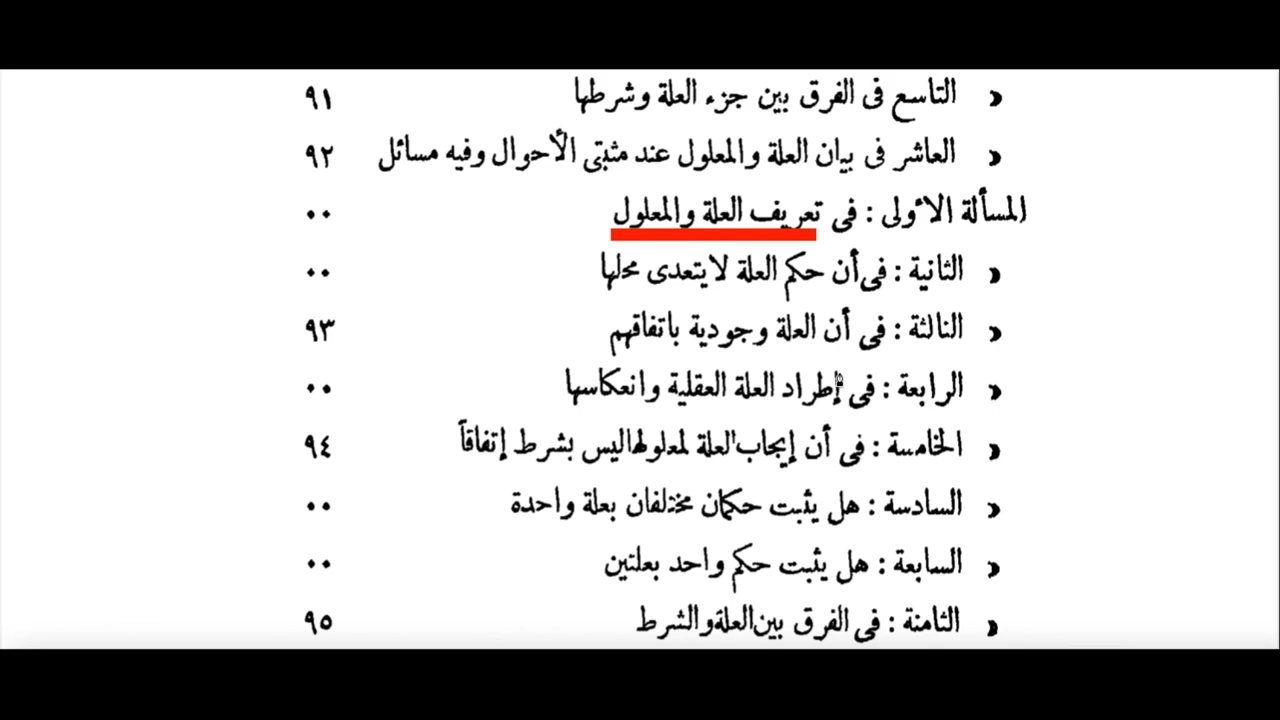 « التاسع فى الفرق بين جزء العلة وشرطها ٩١
« العاشر فى بيان العلة والمعلول عند مثبتى الأحوال وفيه مسائل ٩٢
المسألة الاولى : فى تعريف العلة والمعلول ٠٠
« الثانية : فى أن حكم العلة لايتعدى محلها ٠٠
« الثالثة : فى أن العلة وجودية باتفاقهم ٩٣
« الرابعة : فى إطراد العلة العقلية وانعكاسها ٠٠
« الخامسة : فى أن إيجاب العلة لمعلولها ليس بشرط إتفاقاً ٩٤
« السادسة : هل يثبت حكمان مختلفان بعلة واحدة ٠٠
« السابعة : هل يثبت حكم واحد بعلتين ٠٠
« الثامنة : فى الفرق بين العلة والشرط ٩٥